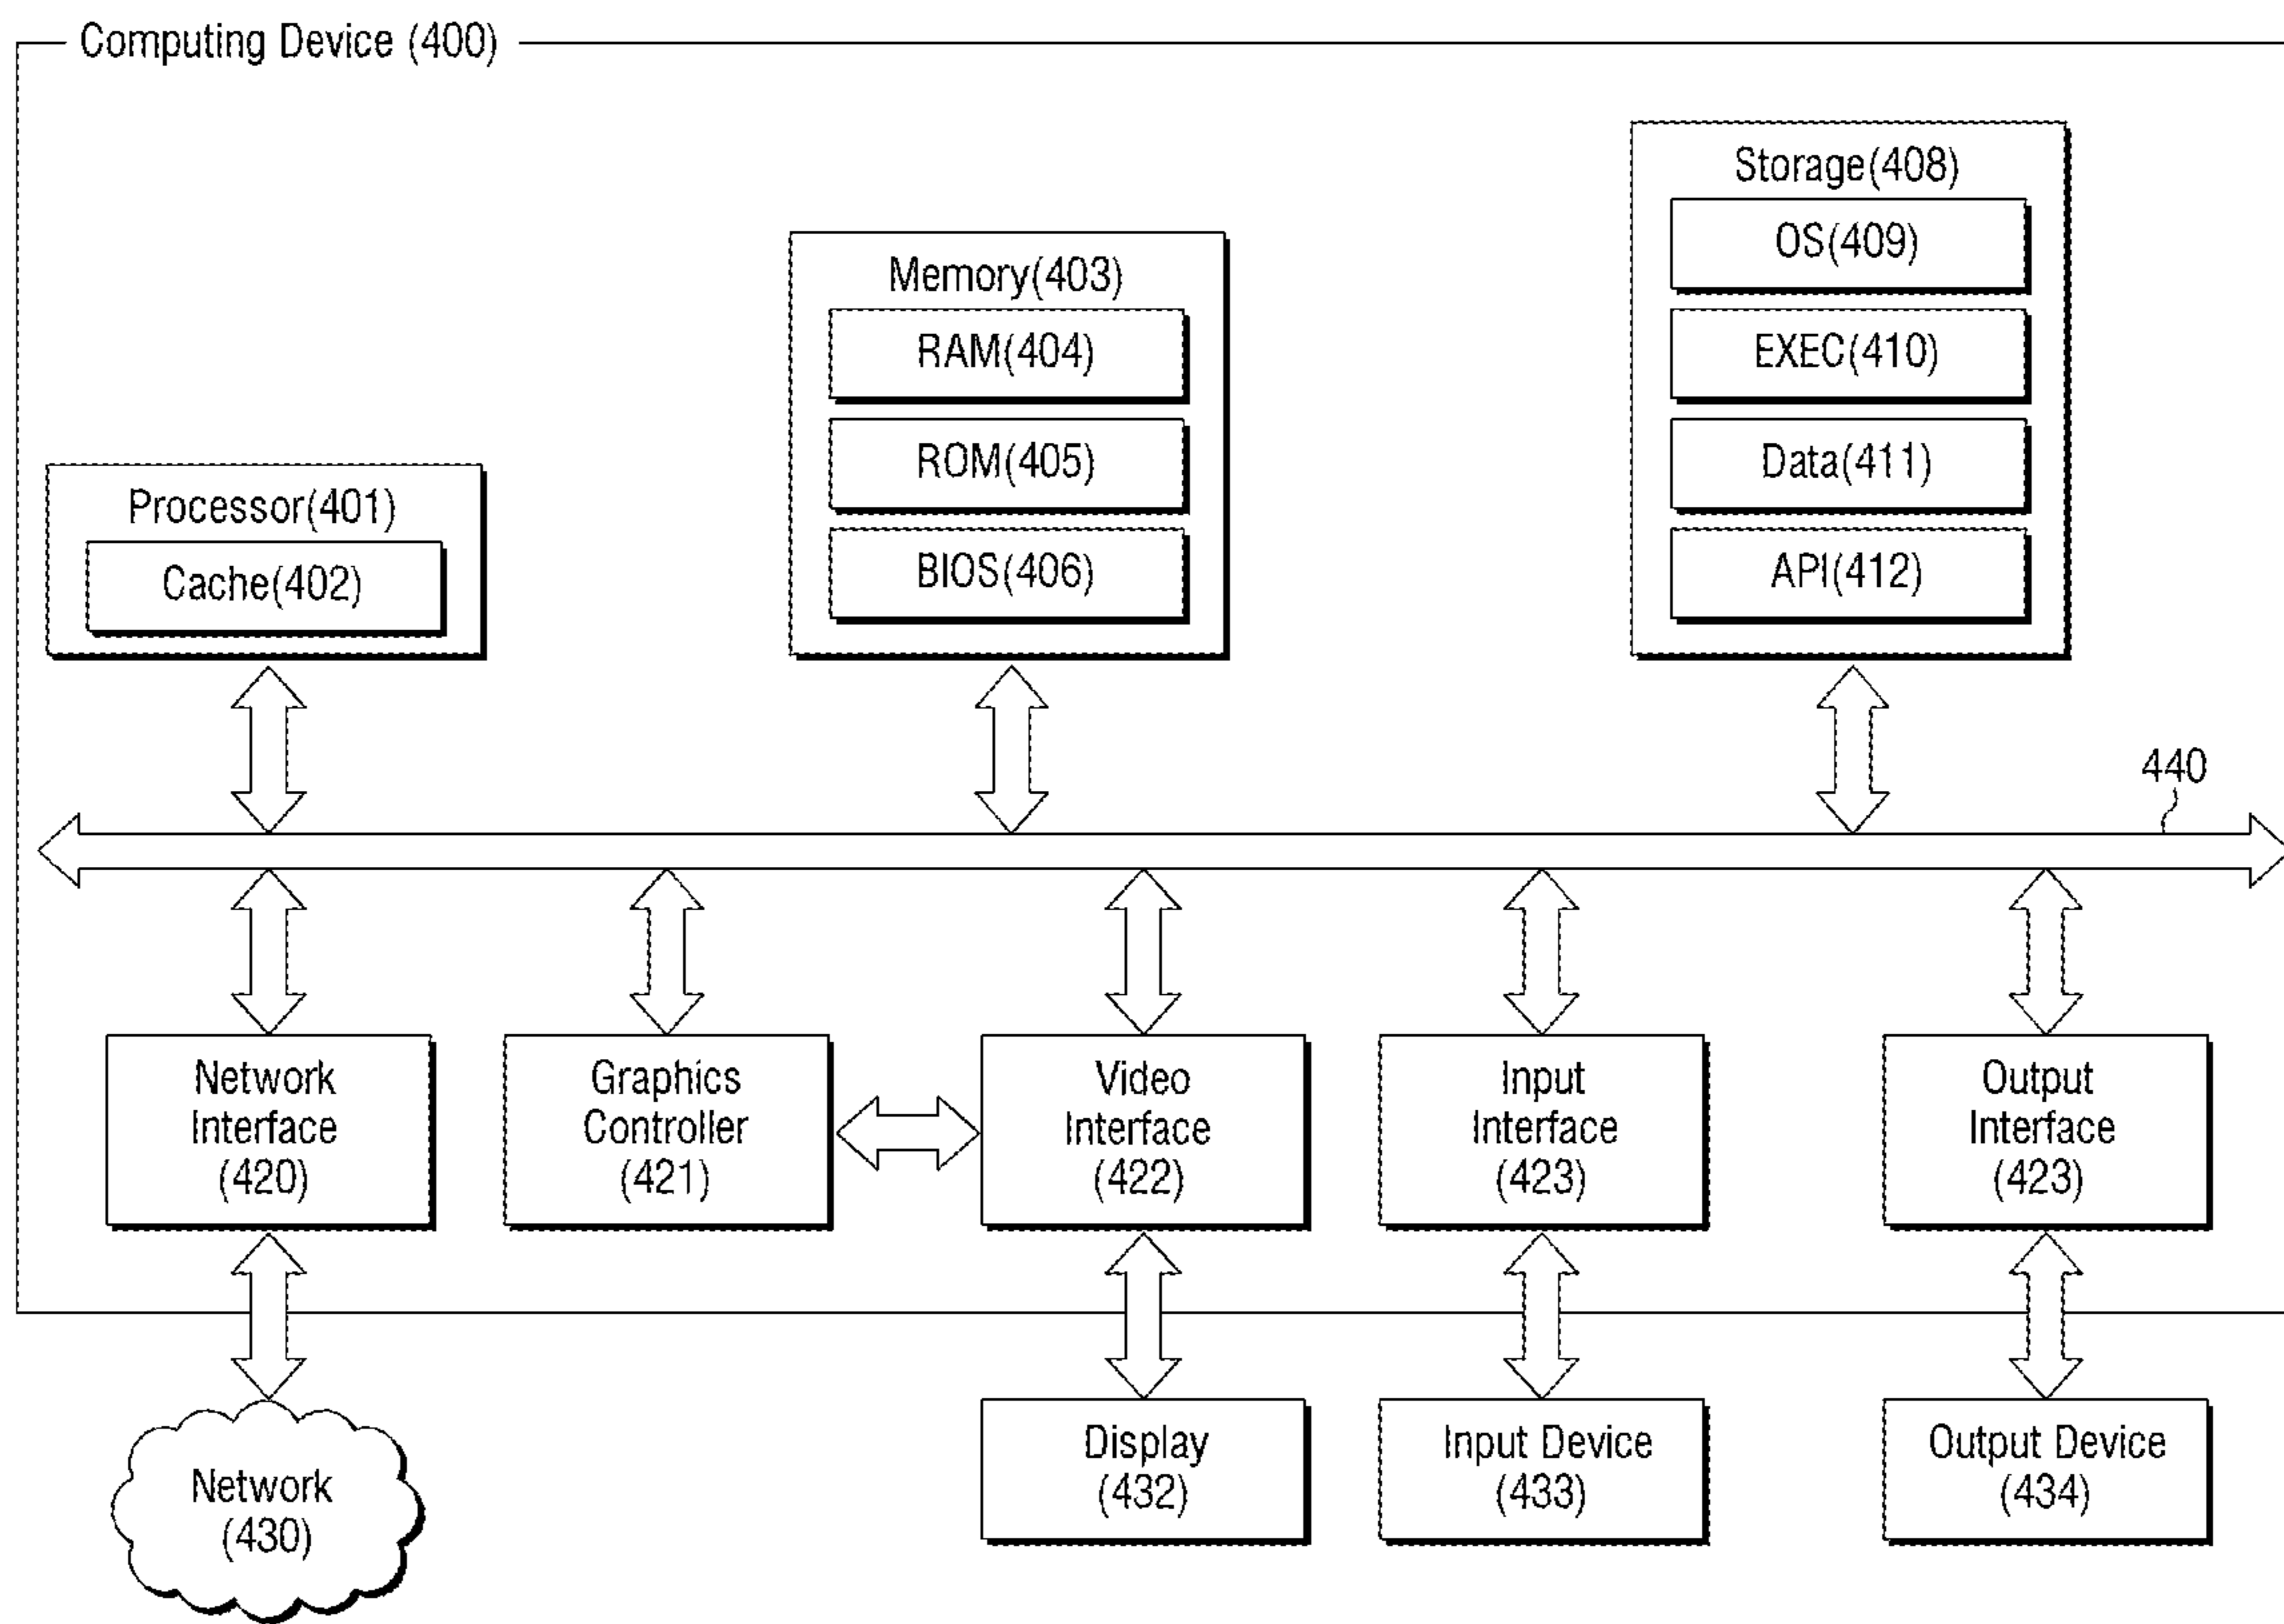 Computing Device (400)
Storage(408)
OS(409)
EXEC(410)
Data(411)
API(412)
Memory(403)
RAM(404)
ROM(405)
BIOS(406)
Processor(401)
Cache(402)
440
Network
Interface
(420)
Graphics
Controller
(421)
Video
Interface
(422)
Input
Interface
(423)
Output
Interface
(423)
Network
(430)
Display
(432)
Input Device
(433)
Output Device
(434)